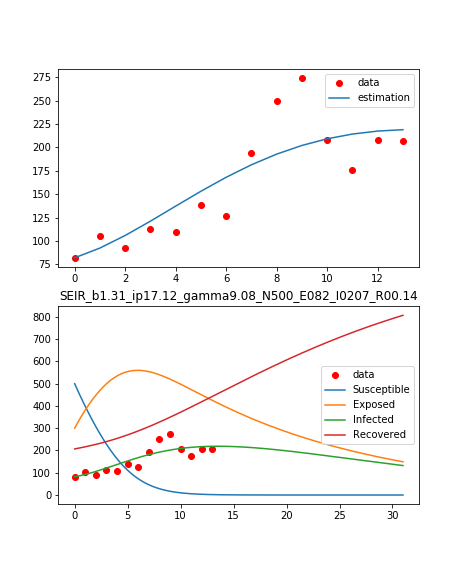 275
250
225
200
175
150
125
100
75
0 2 4 6 8 10 12
data
estimation
SEIR_b1.31_ip17.12_gamma9.08_N500_E082_I0207_R00.14
800
700
600
500
400
300
200
100
0
0 5 10 15 20 25 30
data
Susceptible
Exposed
Infected
Recovered